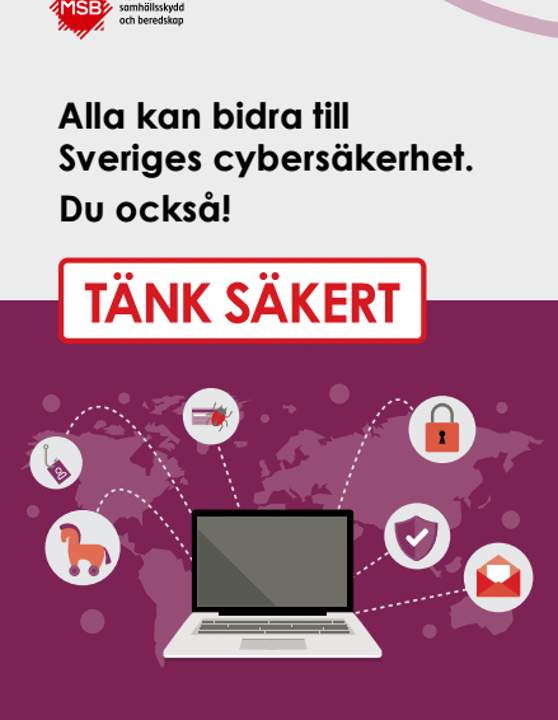 MSB
samhällsskydd
och beredskap
Alla kan bidra till
Sveriges cybersäkerhet.
Du också!
TÄNK SÄKERT